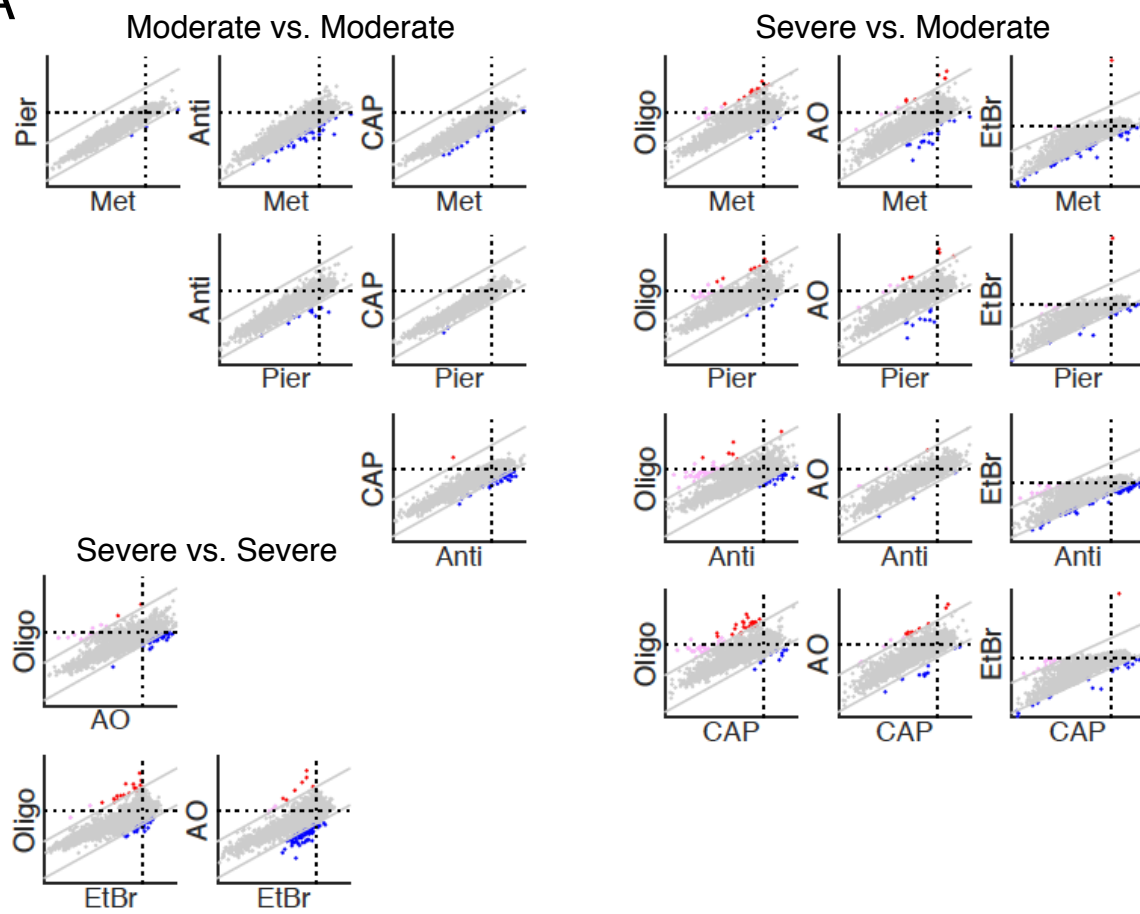 A
Moderate vs. Moderate
Severe vs. Moderate
Pier
Met
Anti
Met
CAP
Met
Oligo
Met
AO
Met
EtBr
Met
Anti
Pier
CAP
Pier
Oligo
Pier
AO
Pier
EtBr
Pier
CAP
Anti
Oligo
Anti
AO
Anti
EtBr
Anti
Severe vs. Severe
Oligo
AO
Oligo
CAP
AO
CAP
EtBr
CAP
Oligo
EtBr
AO
EtBr